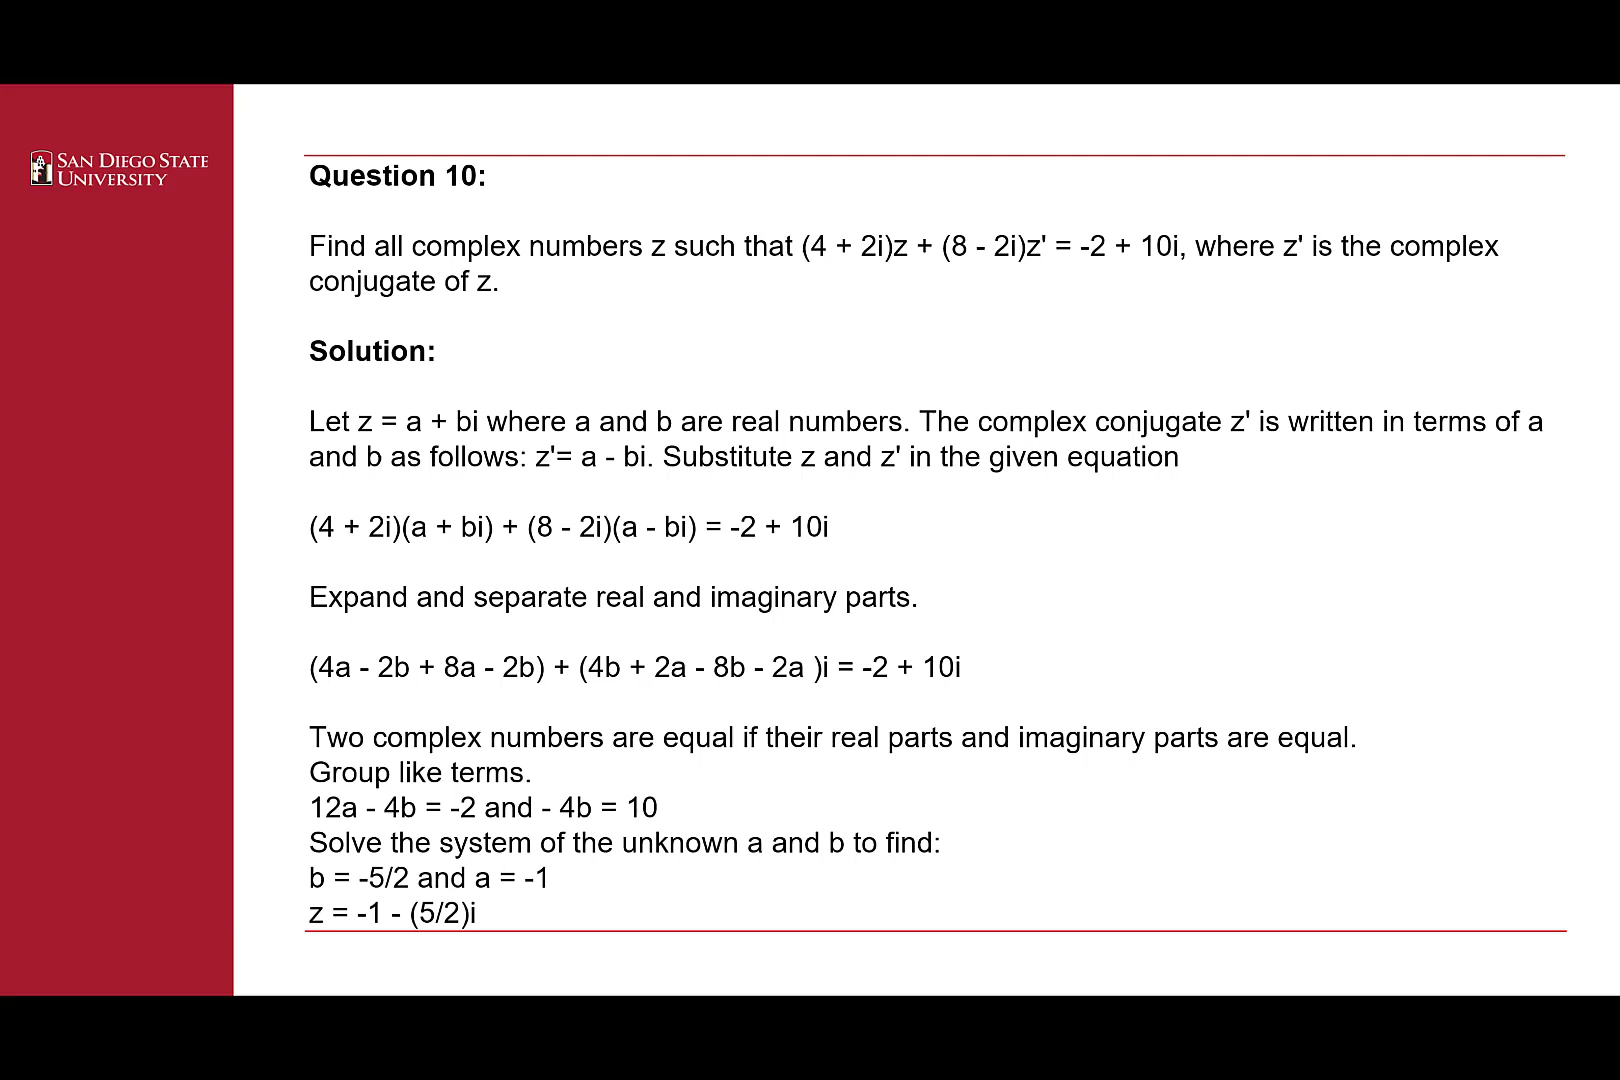 SAN DIEGO STATE
UNIVERSITY
Question 10:
Find all complex numbers z such that (4 + 2i)z + (8 - 2i)z' = -2 + 10i, where z' is the complex
conjugate of z.
Solution:
Let z = a + bi where a and b are real numbers. The complex conjugate z' is written in terms of a
and b as follows: z'= a - bi. Substitute z and z' in the given equation
(4 + 2i)(a + bi) + (8 - 2i)(a - bi) = -2 + 10i
Expand and separate real and imaginary parts.
(4a - 2b + 8a - 2b) + (4b + 2a - 8b - 2a )i = -2 + 10i
Two complex numbers are equal if their real parts and imaginary parts are equal.
Group like terms.
12a - 4b = -2 and - 4b = 10
Solve the system of the unknown a and b to find:
b = -5/2 and a = -1
z = -1 - (5/2)i